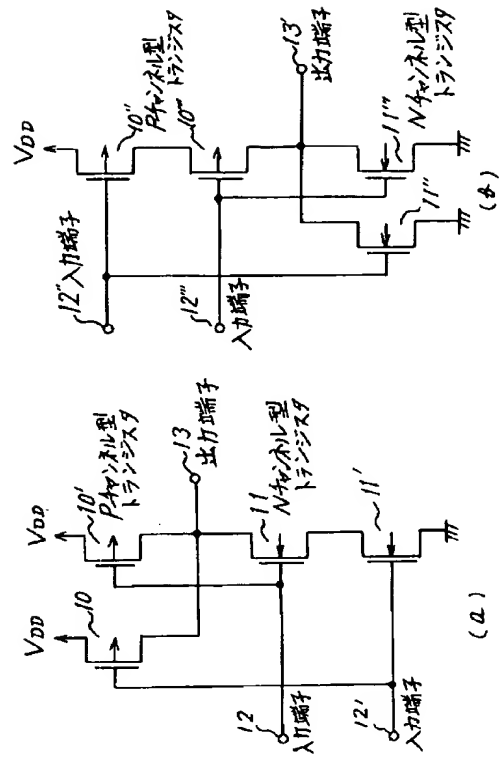 VDD
10
VDD
10'
Pチャンネル型
トランジスタ
13
出力端子
12
入力端子
11
Nチャンネル型
トランジスタ
12'
入力端子
11'
(a)
VDD
10''
Pチャンネル型
トランジスタ
12'' 入力端子
10'''
12'''
入力端子
13'
出力端子
11'''
Nチャンネル型
トランジスタ
11''
(b)